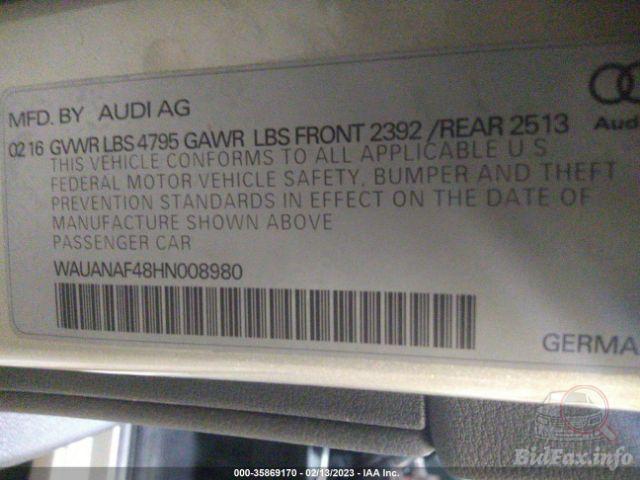 MFD. BY AUDI AG
02 16 GVWR LBS 4795 GAWR LBS FRONT 2392 /REAR 2513
THIS VEHICLE CONFORMS TO ALL APPLICABLE U S
FEDERAL MOTOR VEHICLE SAFETY, BUMPER AND THEFT
PREVENTION STANDARDS IN EFFECT ON THE DATE OF
MANUFACTURE SHOWN ABOVE
PASSENGER CAR
WAUANAF48HN008980
Aud
GERMA
000-35869170 - 02/13/2023 - IAA Inc.
BidFax.info